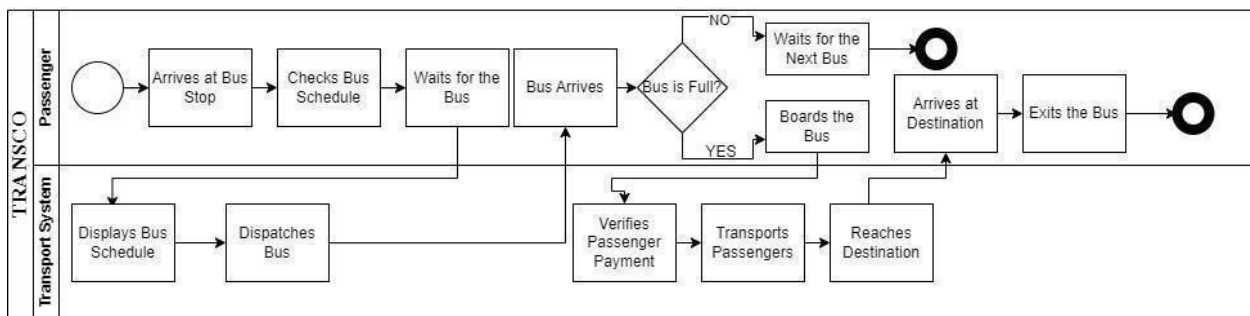 TRANSCO
Passenger
Arrives at Bus
Stop
Checks Bus
Schedule
Waits for the
Bus
Bus Arrives
Bus is Full?
NO
Waits for the
Next Bus
YES
Boards the
Bus
Arrives at
Destination
Exits the Bus
Transport System
Displays Bus
Schedule
Dispatches
Bus
Verifies
Passenger
Payment
Transports
Passengers
Reaches
Destination